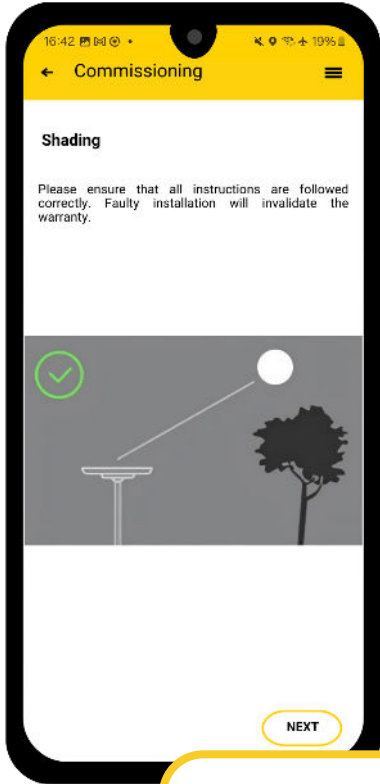 16:42
19%
Commissioning
Shading
Please ensure that all instructions are followed
correctly. Faulty installation will invalidate the
warranty.
NEXT